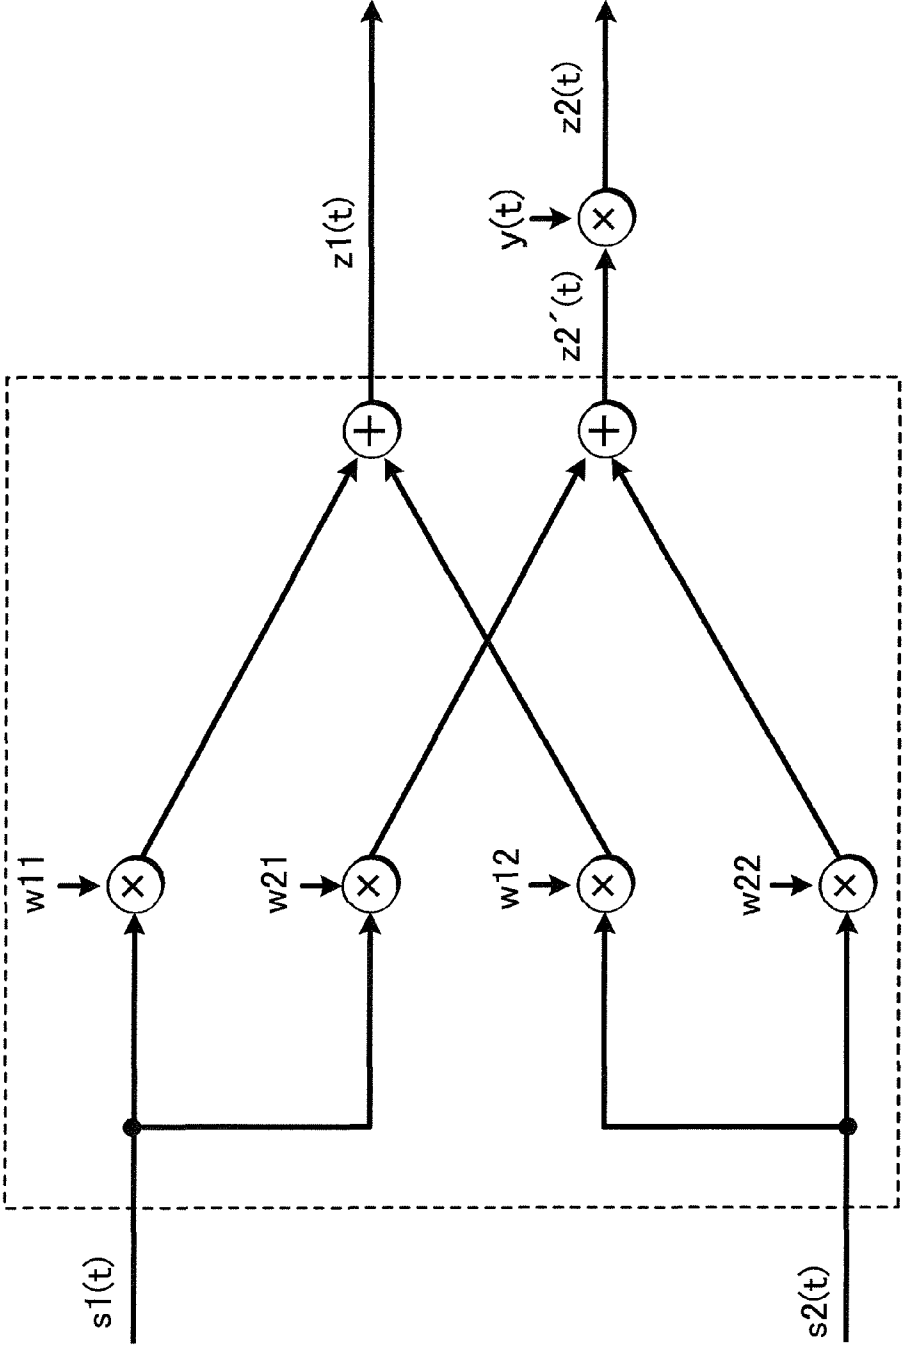 s1(t)
s2(t)
w11
w21
w12
w22
×
×
×
×
+
+
z1(t)
z2´(t)
y(t)
×
z2(t)